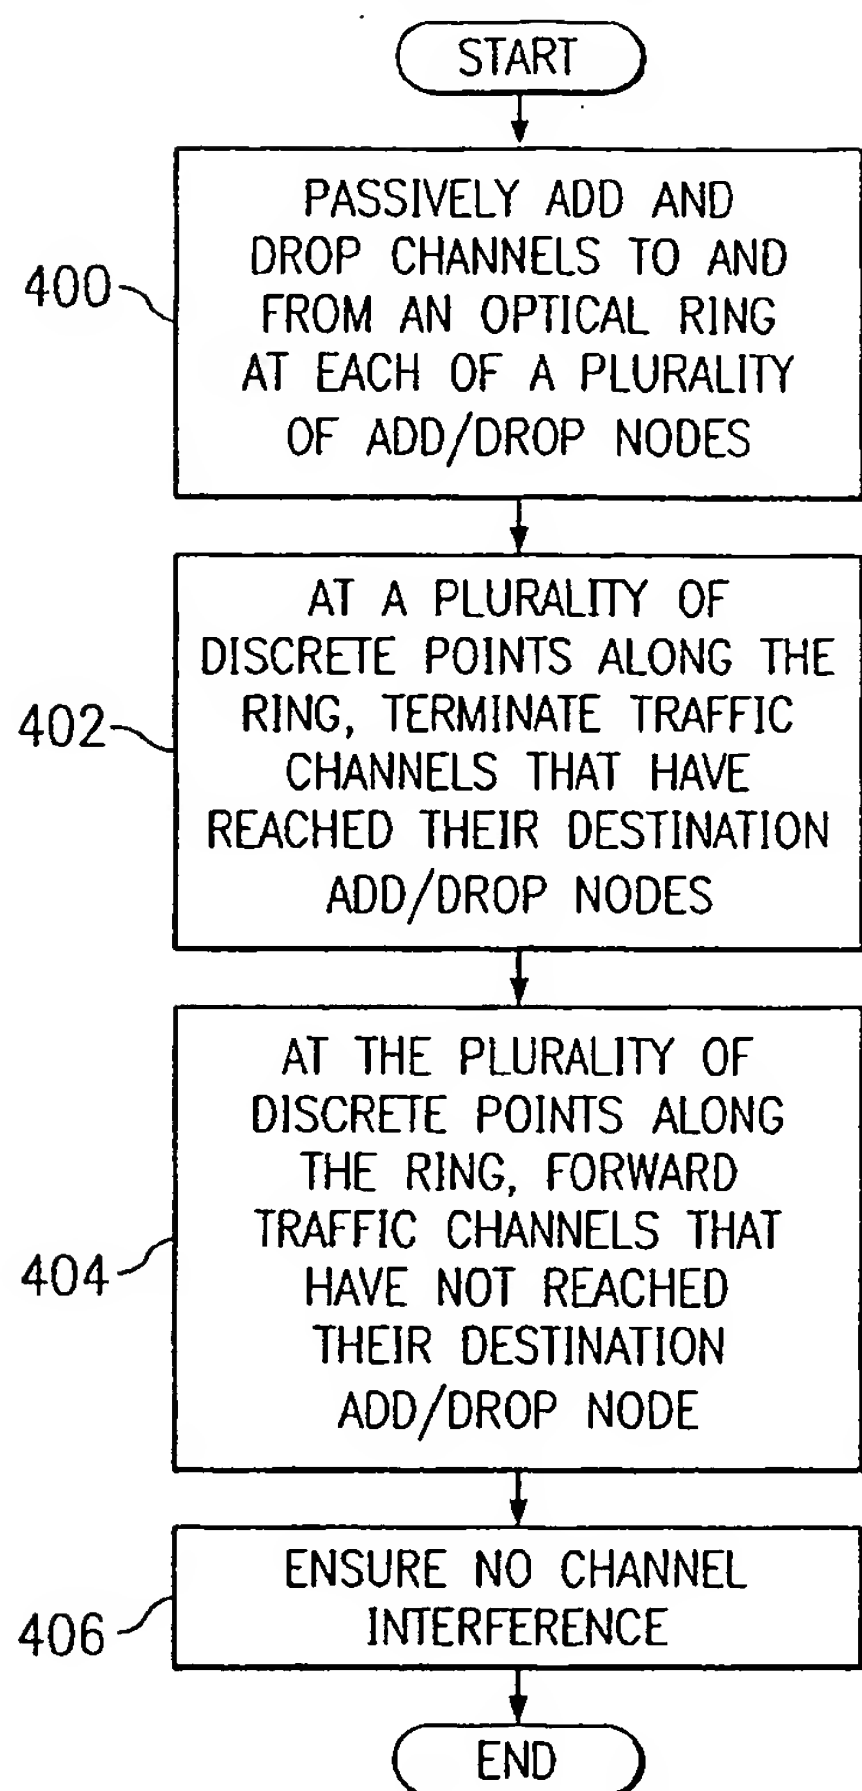 START
400
PASSIVELY ADD AND
DROP CHANNELS TO AND
FROM AN OPTICAL RING
AT EACH OF A PLURALITY
OF ADD/DROP NODES
402
AT A PLURALITY OF
DISCRETE POINTS ALONG THE
RING, TERMINATE TRAFFIC
CHANNELS THAT HAVE
REACHED THEIR DESTINATION
ADD/DROP NODES
404
AT THE PLURALITY OF
DISCRETE POINTS ALONG
THE RING, FORWARD
TRAFFIC CHANNELS THAT
HAVE NOT REACHED
THEIR DESTINATION
ADD/DROP NODE
406
ENSURE NO CHANNEL
INTERFERENCE
END